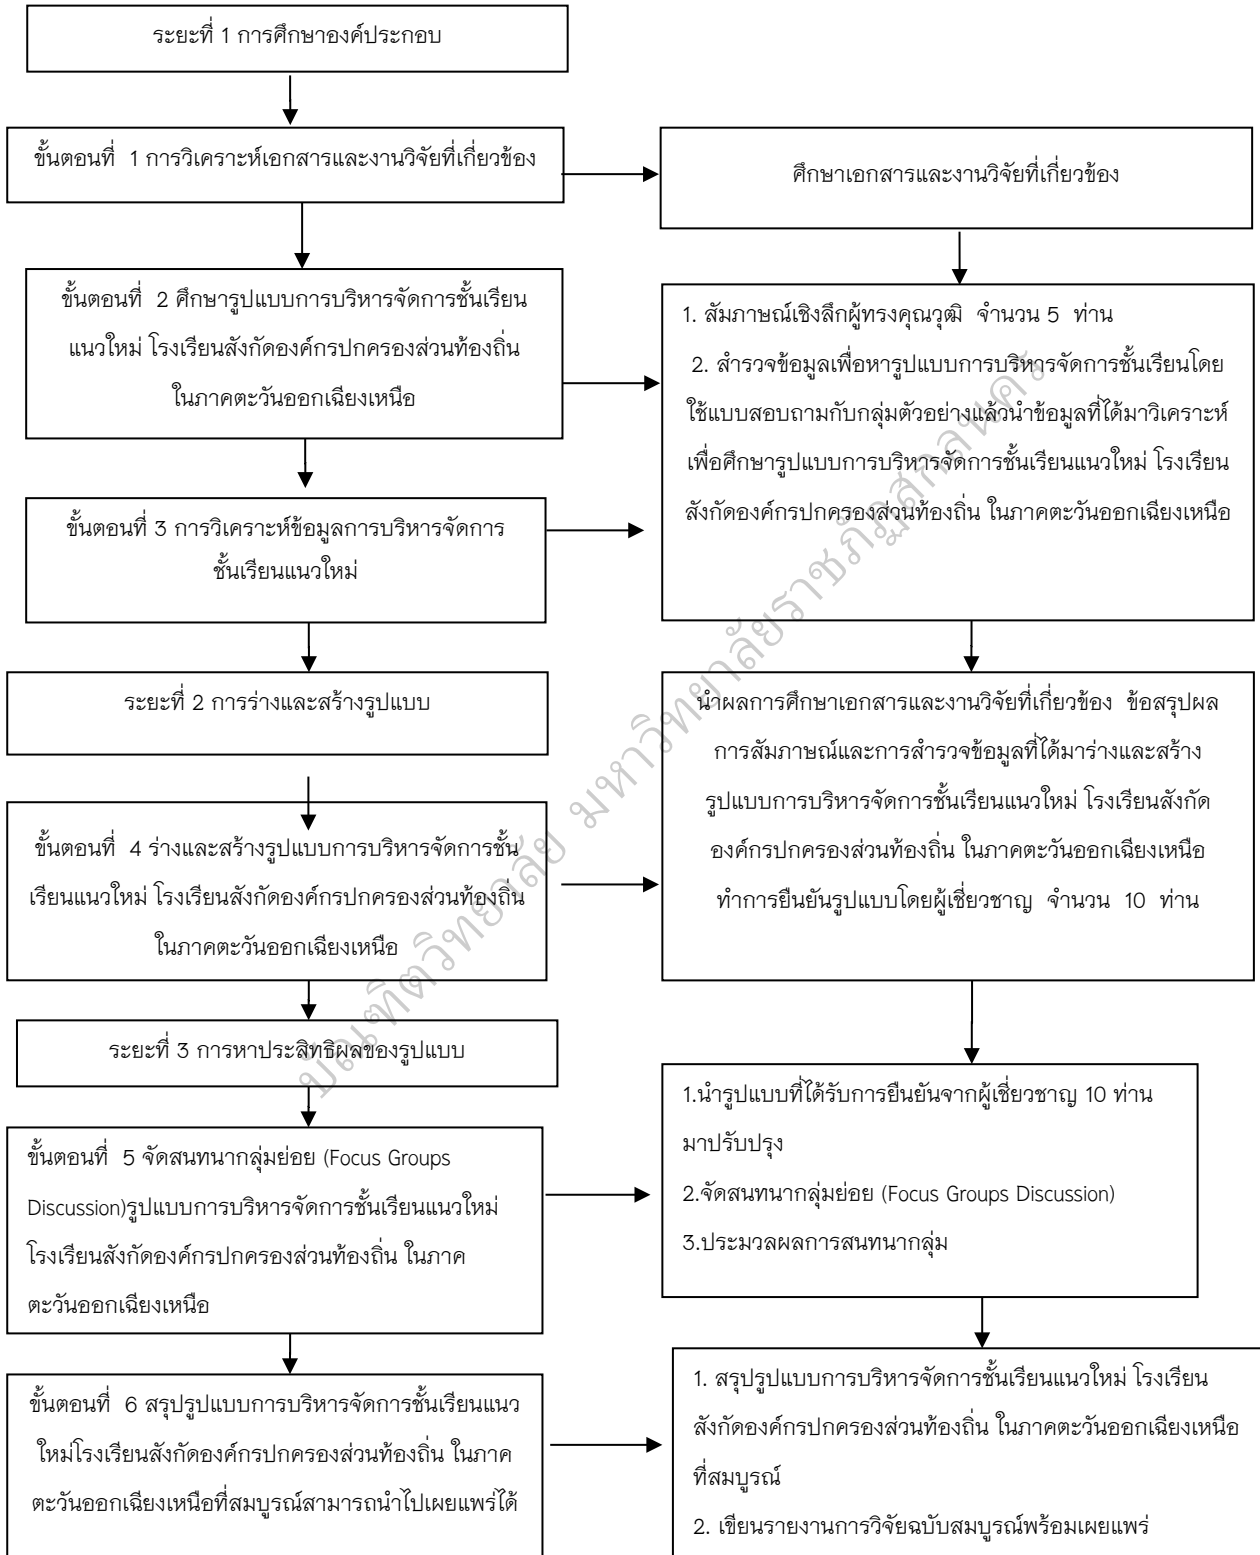 ระยะที่ 1 การศึกษาองค์ประกอบ
ขั้นตอนที่ 1 การวิเคราะห์เอกสารและงานวิจัยที่เกี่ยวข้อง
ศึกษาเอกสารและงานวิจัยที่เกี่ยวข้อง
ขั้นตอนที่ 2 ศึกษารูปแบบการบริหารจัดการชั้นเรียน
แนวใหม่ โรงเรียนสังกัดองค์กรปกครองส่วนท้องถิ่น
ในภาคตะวันออกเฉียงเหนือ
1. สัมภาษณ์เชิงลึกผู้ทรงคุณวุฒิ จำนวน 5 ท่าน
2. สำรวจข้อมูลเพื่อหารูปแบบการบริหารจัดการชั้นเรียนโดย
ใช้แบบสอบถามกับกลุ่มตัวอย่างแล้วนำข้อมูลที่ได้มาวิเคราะห์
เพื่อศึกษารูปแบบการบริหารจัดการชั้นเรียนแนวใหม่ โรงเรียน
สังกัดองค์กรปกครองส่วนท้องถิ่น ในภาคตะวันออกเฉียงเหนือ
ขั้นตอนที่ 3 การวิเคราะห์ข้อมูลการบริหารจัดการ
ชั้นเรียนแนวใหม่
ระยะที่ 2 การร่างและสร้างรูปแบบ
นำผลการศึกษาเอกสารและงานวิจัยที่เกี่ยวข้อง ข้อสรุปผล
การสัมภาษณ์และการสำรวจข้อมูลที่ได้มาร่างและสร้าง
รูปแบบการบริหารจัดการชั้นเรียนแนวใหม่ โรงเรียนสังกัด
องค์กรปกครองส่วนท้องถิ่น ในภาคตะวันออกเฉียงเหนือ
ทำการยืนยันรูปแบบโดยผู้เชี่ยวชาญ จำนวน 10 ท่าน
ขั้นตอนที่ 4 ร่างและสร้างรูปแบบการบริหารจัดการชั้น
เรียนแนวใหม่ โรงเรียนสังกัดองค์กรปกครองส่วนท้องถิ่น
ในภาคตะวันออกเฉียงเหนือ
ระยะที่ 3 การหาประสิทธิผลของรูปแบบ
1.นำรูปแบบที่ได้รับการยืนยันจากผู้เชี่ยวชาญ 10 ท่าน
มาปรับปรุง
2.จัดสนทนากลุ่มย่อย (Focus Groups Discussion)
3.ประมวลผลการสนทนากลุ่ม
ขั้นตอนที่ 5 จัดสนทนากลุ่มย่อย (Focus Groups
Discussion)รูปแบบการบริหารจัดการชั้นเรียนแนวใหม่
โรงเรียนสังกัดองค์กรปกครองส่วนท้องถิ่น ในภาค
ตะวันออกเฉียงเหนือ
ขั้นตอนที่ 6 สรุปรูปแบบการบริหารจัดการชั้นเรียนแนว
ใหม่โรงเรียนสังกัดองค์กรปกครองส่วนท้องถิ่น ในภาค
ตะวันออกเฉียงเหนือที่สมบูรณ์สามารถนำไปเผยแพร่ได้
1. สรุปรูปแบบการบริหารจัดการชั้นเรียนแนวใหม่ โรงเรียน
สังกัดองค์กรปกครองส่วนท้องถิ่น ในภาคตะวันออกเฉียงเหนือ
ที่สมบูรณ์
2. เขียนรายงานการวิจัยฉบับสมบูรณ์พร้อมเผยแพร่
บัณฑิตวิทยาลัย มหาวิทยาลัยราชภัฏสกลนคร